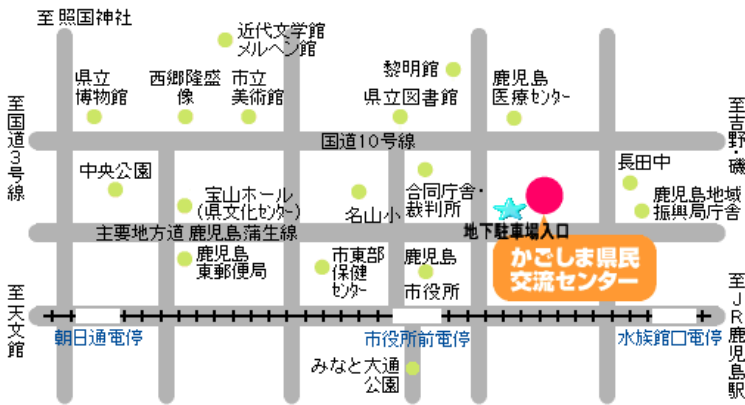 至 照国神社
近代文学館
メルヘン館
黎明館
県立
博物館
西郷隆盛
像
市立
美術館
県立図書館
鹿児島
医療センター
至国道3号線
国道10号線
至吉野・磯
中央公園
宝山ホール
(県文化センター)
名山小
合同庁舎・
裁判所
長田中
鹿児島地域
振興局庁舎
地下駐車場入口
主要地方道 鹿児島蒲生線
かごしま県民
交流センター
鹿児島
東郵便局
市東部
保健
センター
鹿児島
市役所
至天文館
至JR鹿児島駅
朝日通電停
市役所前電停
水族館口電停
みなと大通
公園